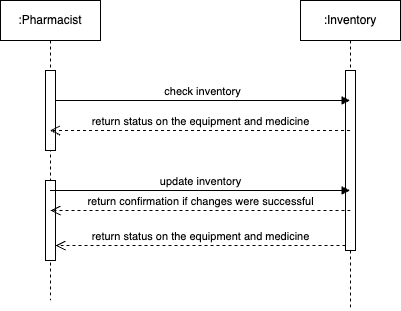 :Pharmacist
:Inventory
check inventory
return status on the equipment and medicine
update inventory
return confirmation if changes were successful
return status on the equipment and medicine